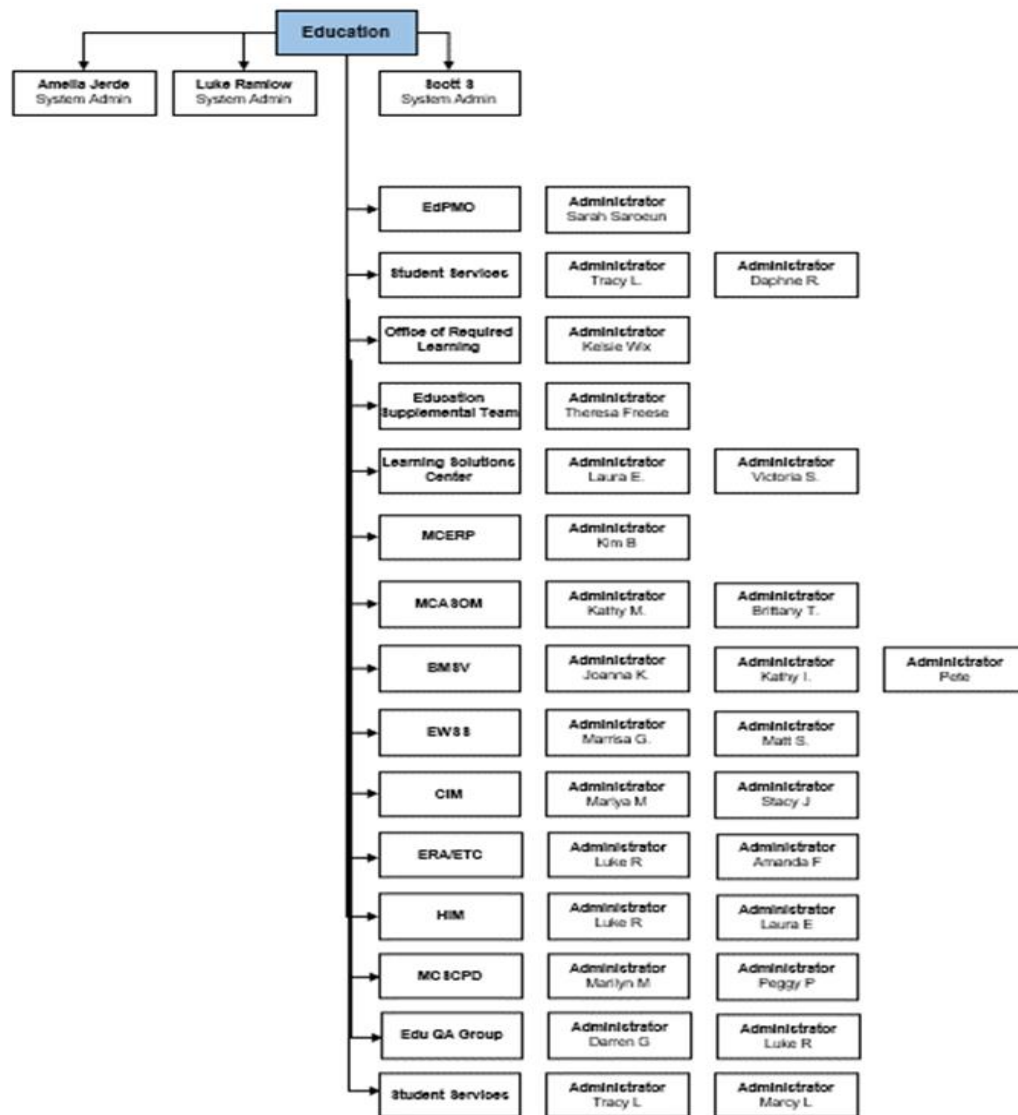 Education
Amelia Jerde
System Admin
Luke Ramlow
System Admin
Scott S
System Admin
EdPMO
Administrator
Sarah Saroeun
Student Services
Administrator
Tracy L.
Administrator
Daphne R.
Office of Required
Learning
Administrator
Kelsie Wix
Education
Supplemental Team
Administrator
Theresa Freese
Learning Solutions
Center
Administrator
Laura E.
Administrator
Victoria S.
MCERP
Administrator
Kim B
MCASOM
Administrator
Kathy M.
Administrator
Brittany T.
BMSV
Administrator
Joanna K.
Administrator
Kathy I.
Administrator
Pete
EWSS
Administrator
Marrisa G.
Administrator
Matt S.
CIM
Administrator
Mariya M
Administrator
Stacy J
ERA/ETC
Administrator
Luke R
Administrator
Amanda F
HIM
Administrator
Luke R
Administrator
Laura E
MCSCPD
Administrator
Marilyn M
Administrator
Peggy P
Edu QA Group
Administrator
Darren G
Administrator
Luke R
Student Services
Administrator
Tracy L
Administrator
Marcy L